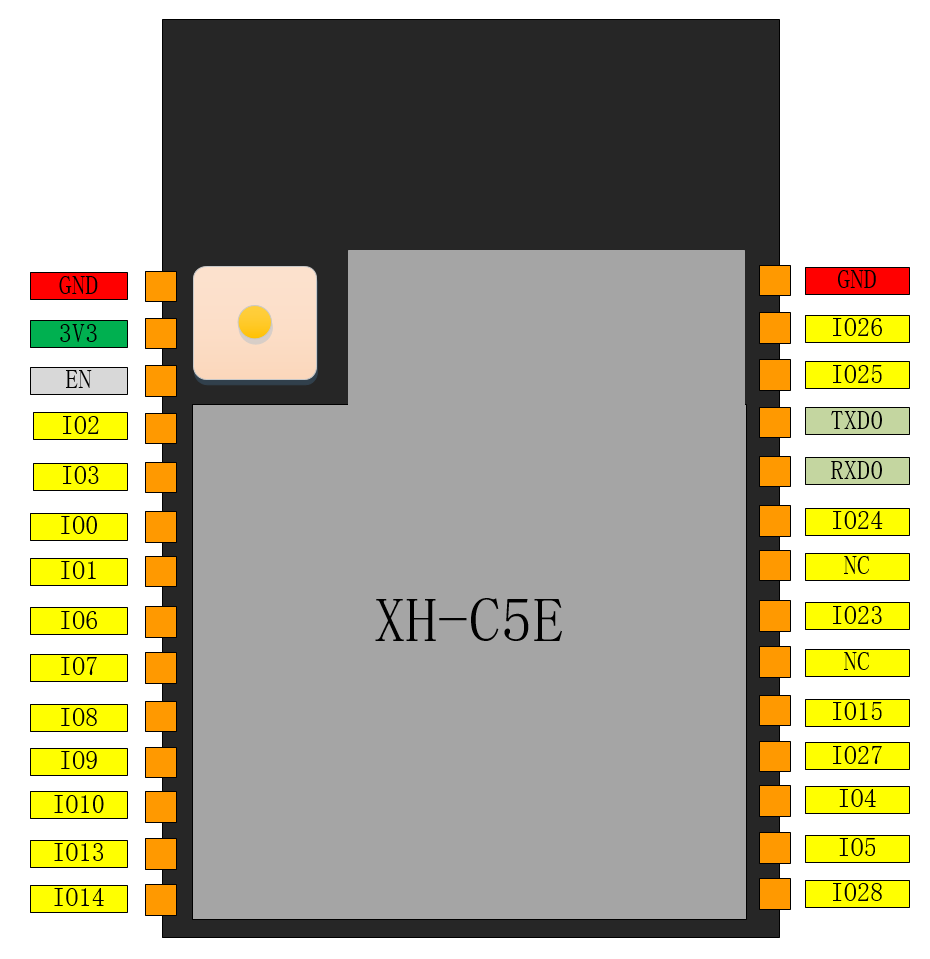 GND
3V3
EN
IO2
IO3
IO0
IO1
IO6
IO7
IO8
IO9
IO10
IO13
IO14
XH-C5E
GND
IO26
IO25
TXD0
RXD0
IO24
NC
IO23
NC
IO15
IO27
IO4
IO5
IO28